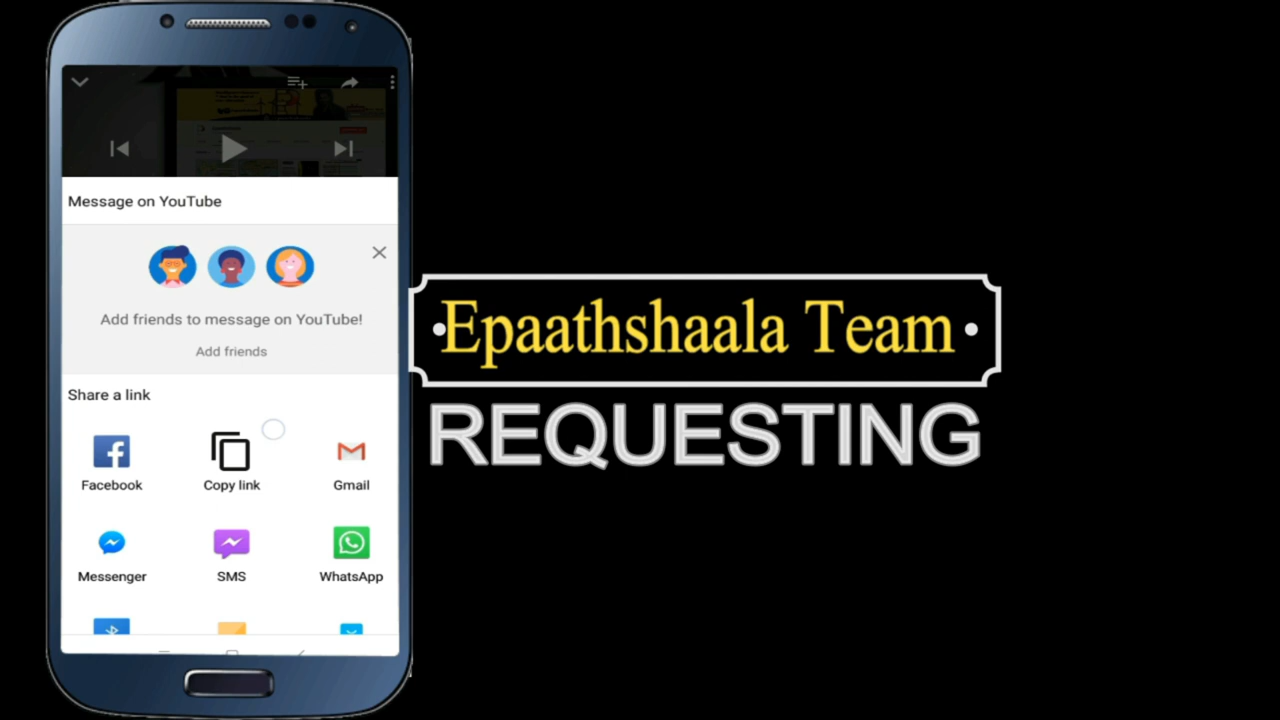 Message on YouTube
Add friends to message on YouTube!
Add friends
Share a link
Facebook
Copy link
Gmail
Messenger
SMS
WhatsApp
Epaathshaala Team
REQUESTING